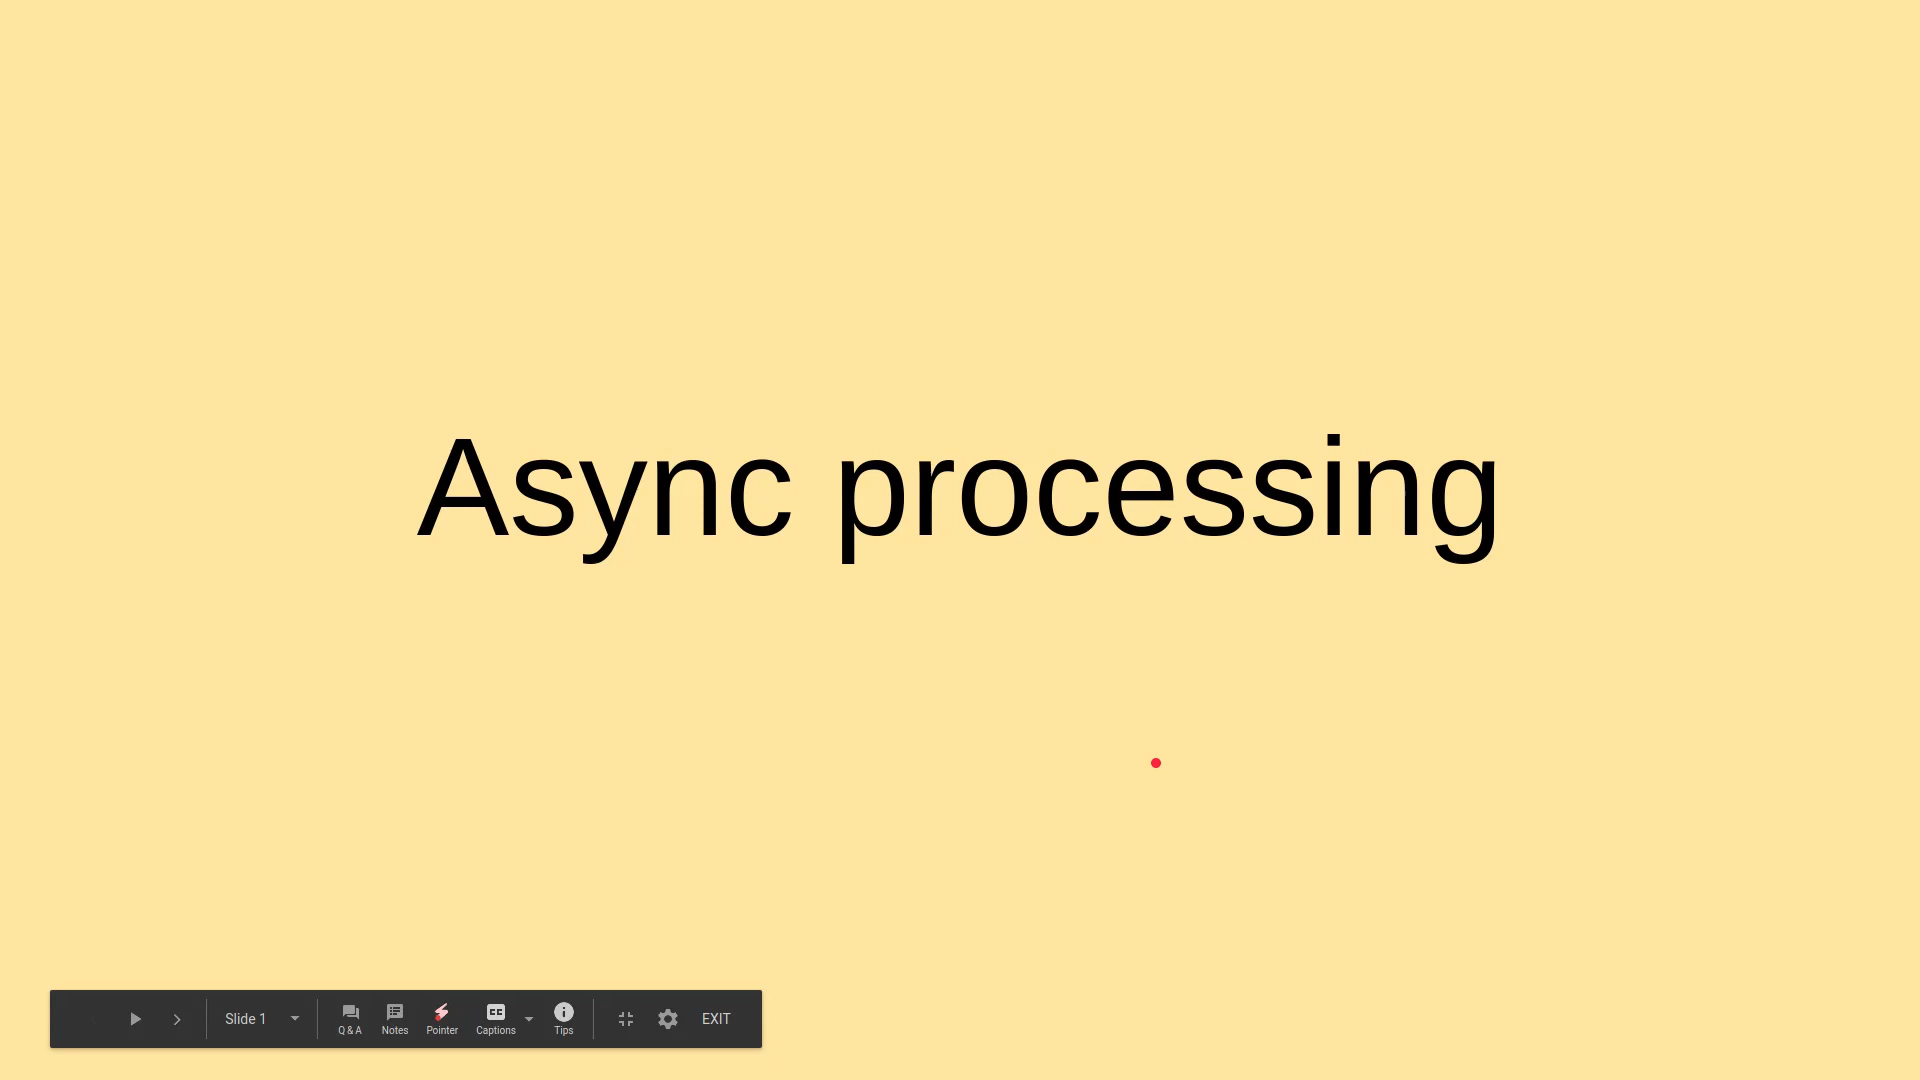 Async processing
Slide 1
Q & A
Notes
Pointer
Captions
Tips
EXIT